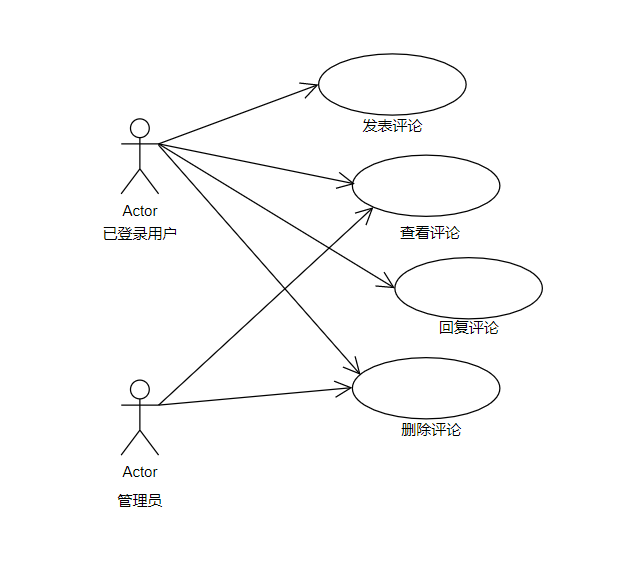 发表评论
Actor
已登录用户
查看评论
回复评论
删除评论
Actor
管理员